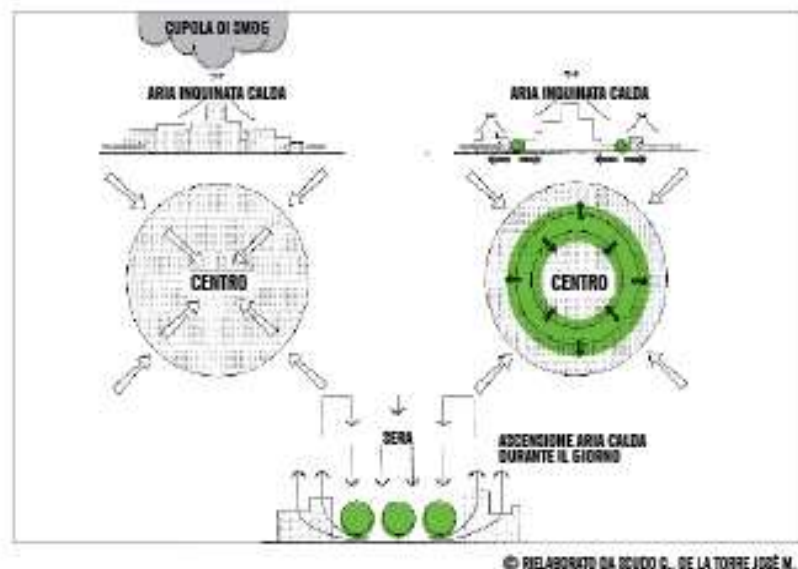 CUPOLA DI SMOG
ARIA INQUINATA CALDA
ARIA INQUINATA CALDA
CENTRO
CENTRO
SERA
ASCENSIONE ARIA CALDA
DURANTE IL GIORNO
© RIELABORATO DA SCUDO G., DE LA TORRE JOSÈ M.